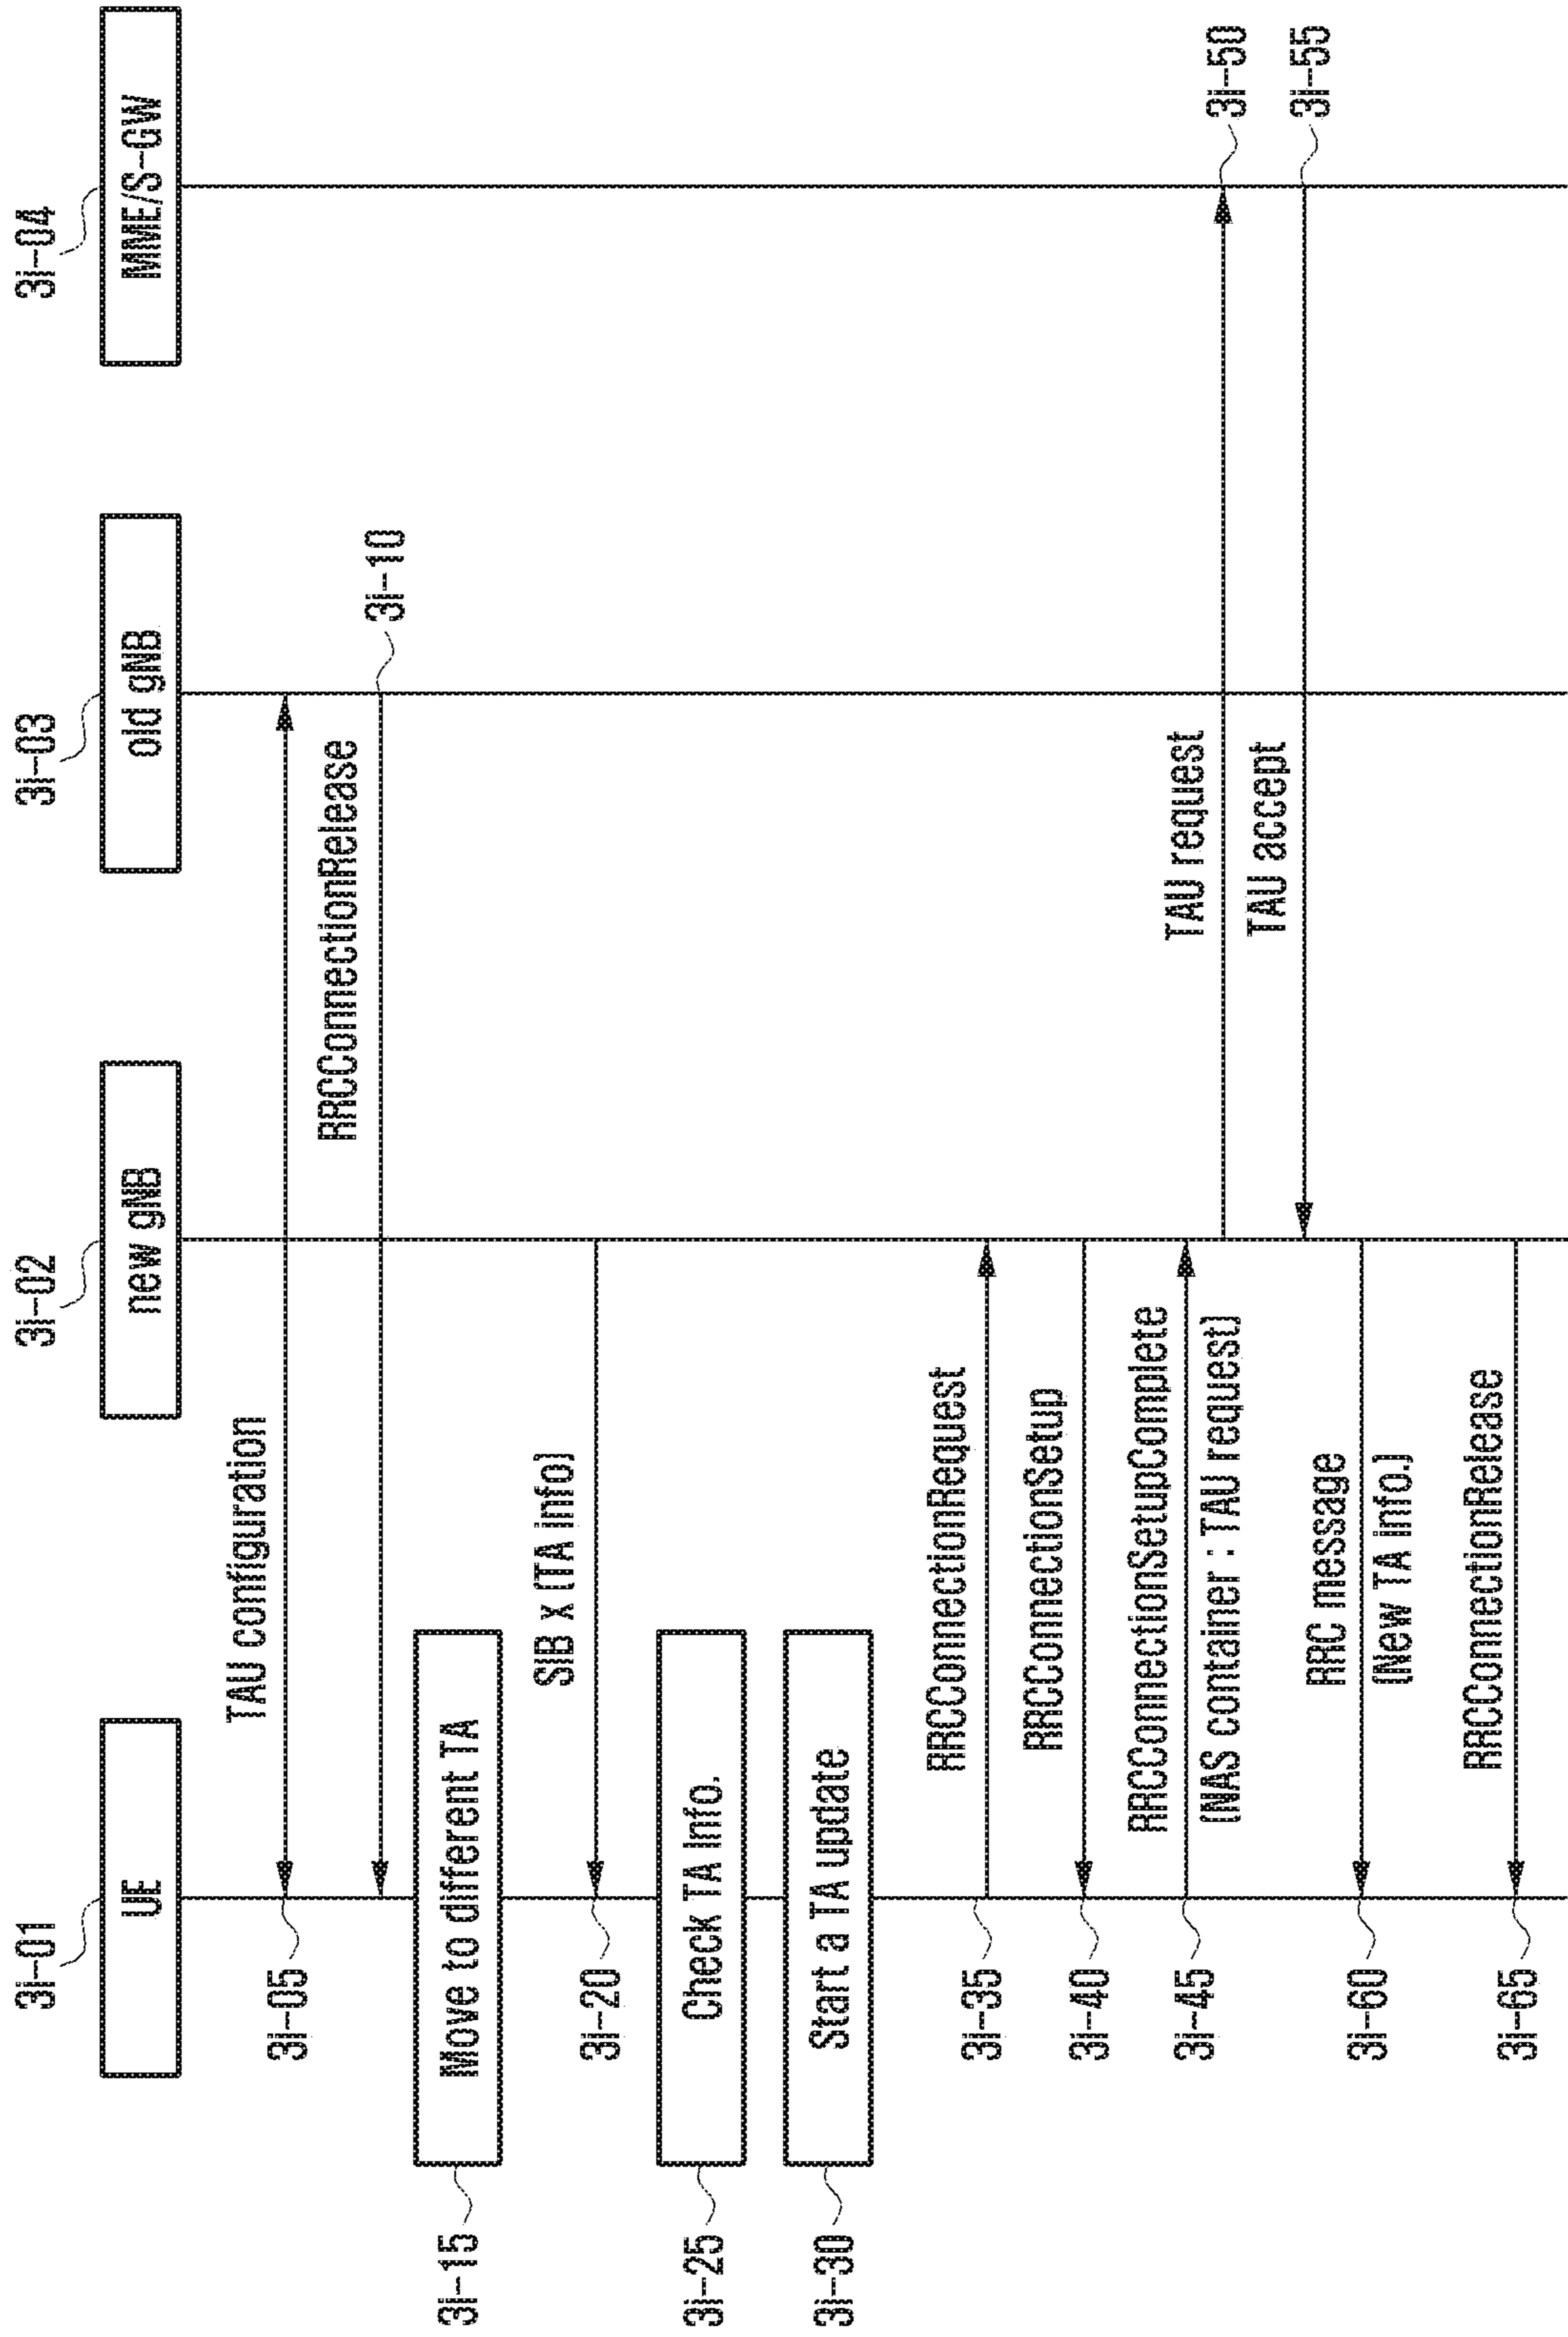 3i-01
3i-02
3i-03
3i-04
UE
new gNB
old gNB
MME/S-GW
TAU configuration
3i-05
RRCConnectionRelease
3i-10
Move to different TA
3i-15
SIB x (TA info)
3i-20
Check TA Info.
3i-25
Start a TA update
3i-30
RRCConnectionRequest
3i-35
RRCConnectionSetup
3i-40
RRCConnectionSetupComplete
(NAS container : TAU request)
3i-45
TAU request
3i-50
TAU accept
3i-55
RRC message
(New TA info.)
3i-60
RRCConnectionRelease
3i-65